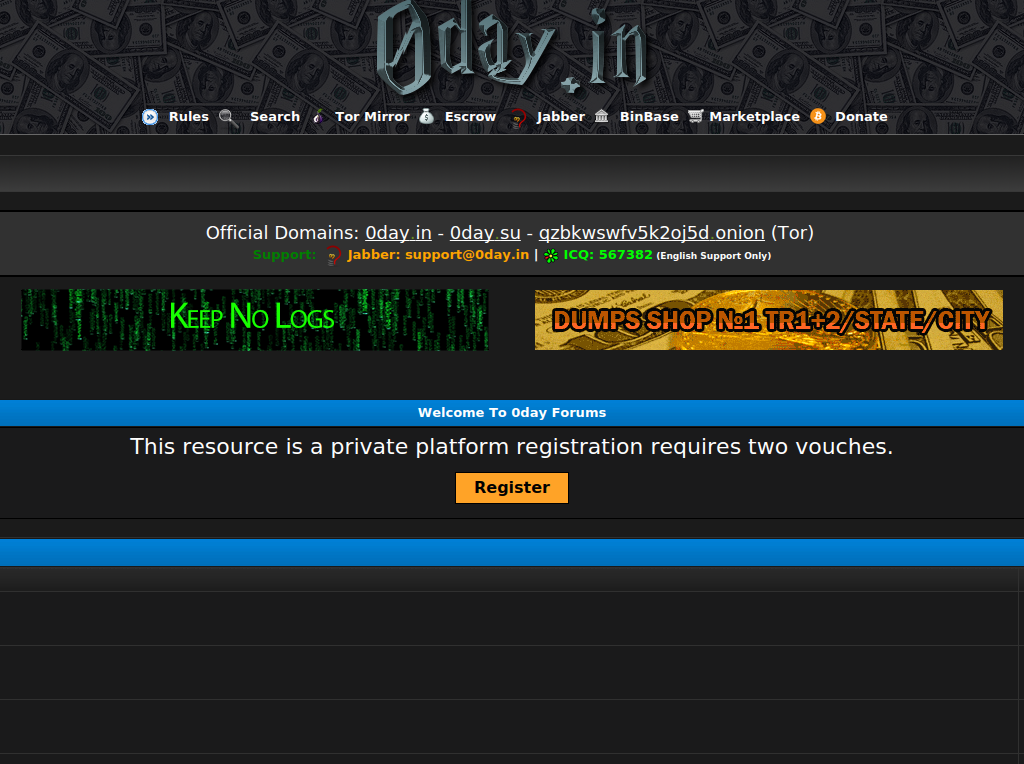 0day.in
Rules Search Tor Mirror Escrow Jabber BinBase Marketplace Donate
Official Domains: 0day.in - 0day.su - qzbkwswfv5k2oj5d.onion (Tor)
Support: Jabber: support@0day.in | ICQ: 567382 (English Support Only)
Keep No Logs
DUMPS SHOP №1 TR1+2/STATE/CITY
Welcome To 0day Forums
This resource is a private platform registration requires two vouches.
Register